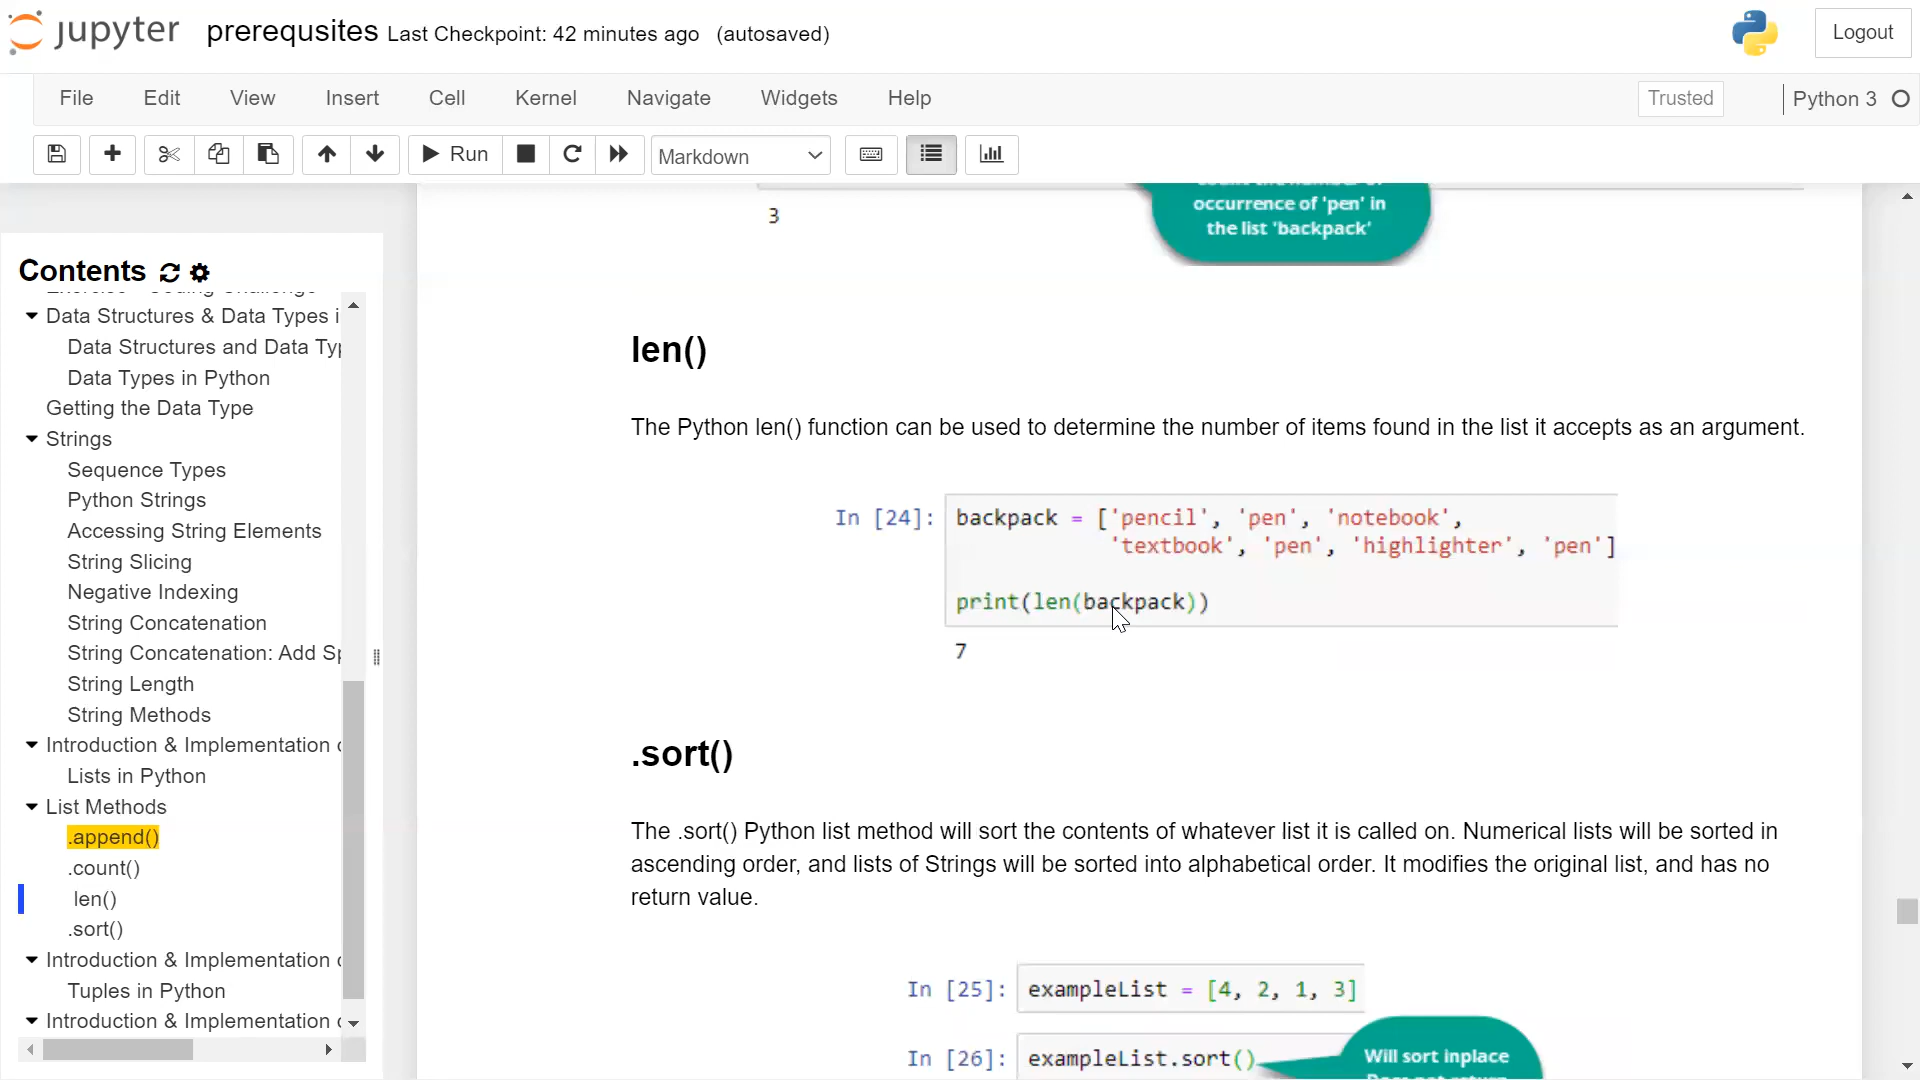 jupyter prerequsites Last Checkpoint: 42 minutes ago (autosaved)
Logout
File Edit View Insert Cell Kernel Navigate Widgets Help
Trusted
Python 3
Run
Markdown
occurrence of 'pen' in
the list 'backpack'
3
Contents
Data Structures & Data Types i
Data Structures and Data Typ
Data Types in Python
Getting the Data Type
Strings
Sequence Types
Python Strings
Accessing String Elements
String Slicing
Negative Indexing
String Concatenation
String Concatenation: Add Sp
String Length
String Methods
Introduction & Implementation
Lists in Python
List Methods
.append()
.count()
len()
.sort()
Introduction & Implementation
Tuples in Python
Introduction & Implementation
len()
The Python len() function can be used to determine the number of items found in the list it accepts as an argument.
In [24]: backpack = ['pencil', 'pen', 'notebook',
'textbook', 'pen', 'highlighter', 'pen']
print(len(backpack))
7
.sort()
The .sort() Python list method will sort the contents of whatever list it is called on. Numerical lists will be sorted in
ascending order, and lists of Strings will be sorted into alphabetical order. It modifies the original list, and has no
return value.
In [25]: exampleList = [4, 2, 1, 3]
In [26]: exampleList.sort()
Will sort inplace